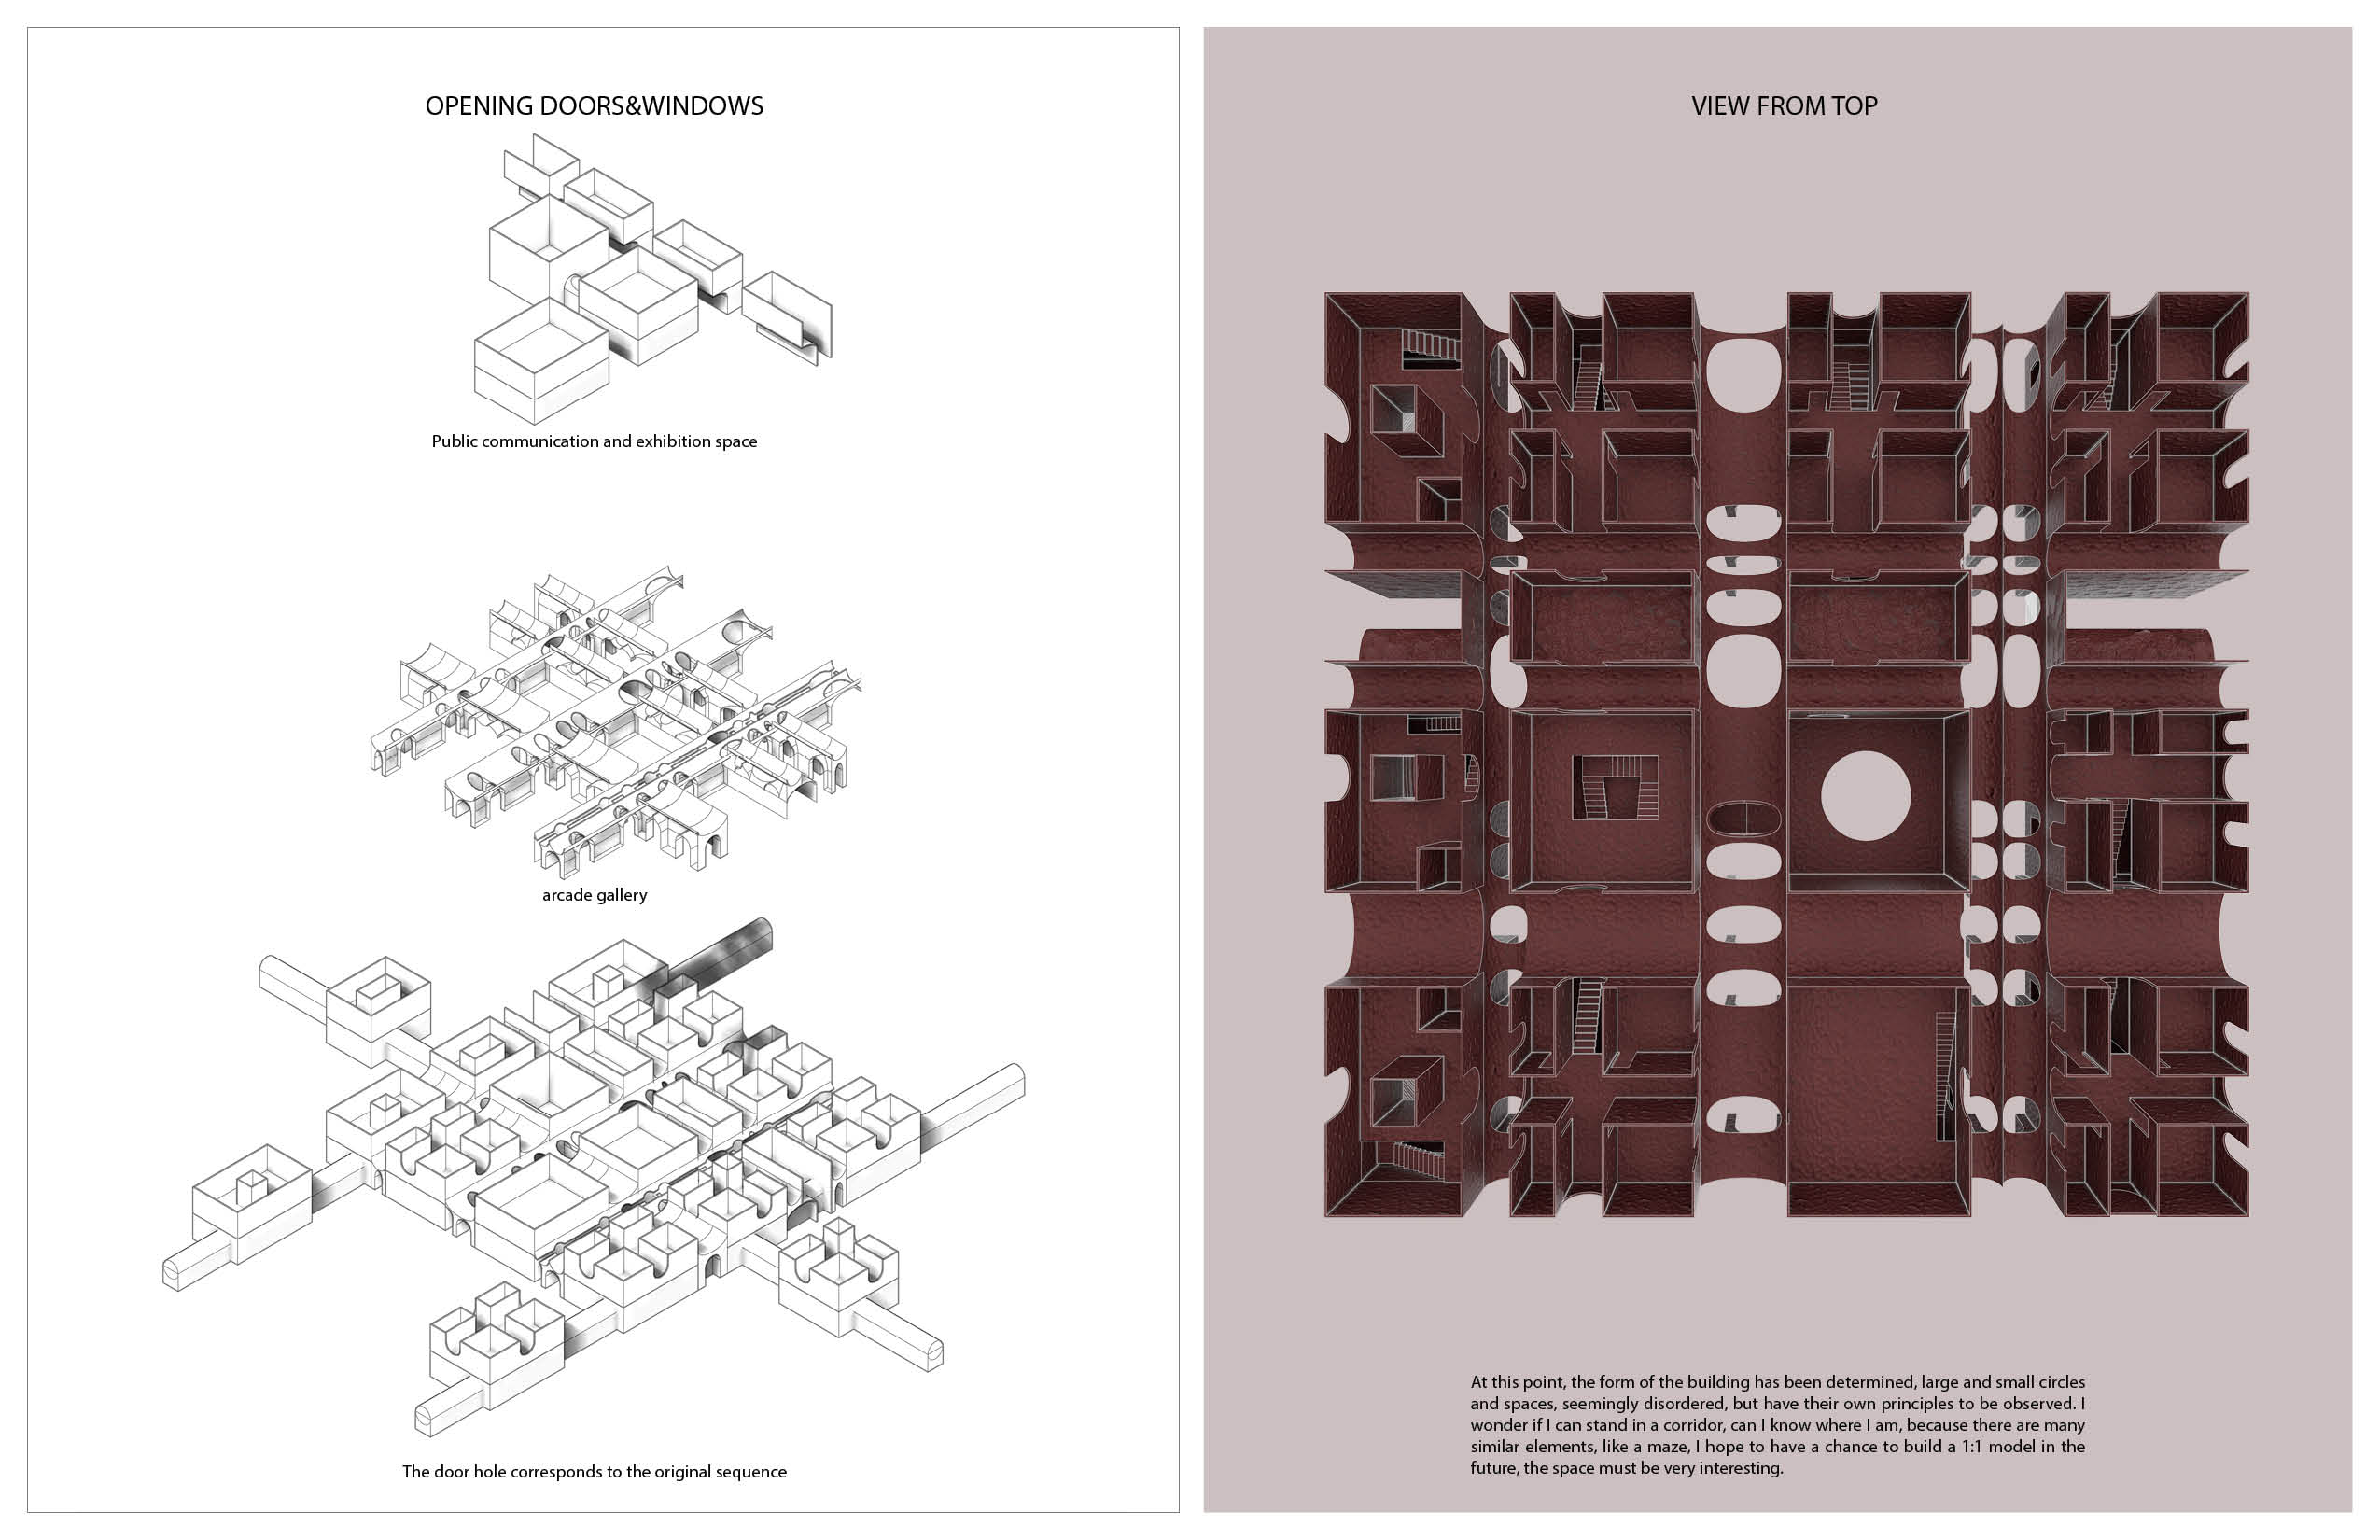 OPENING DOORS&WINDOWS
Public communication and exhibition space
arcade gallery
The door hole corresponds to the original sequence
VIEW FROM TOP
At this point, the form of the building has been determined, large and small circles
and spaces, seemingly disordered, but have their own principles to be observed. I
wonder if I can stand in a corridor, can I know where I am, because there are many
similar elements, like a maze, I hope to have a chance to build a 1:1 model in the
future, the space must be very interesting.